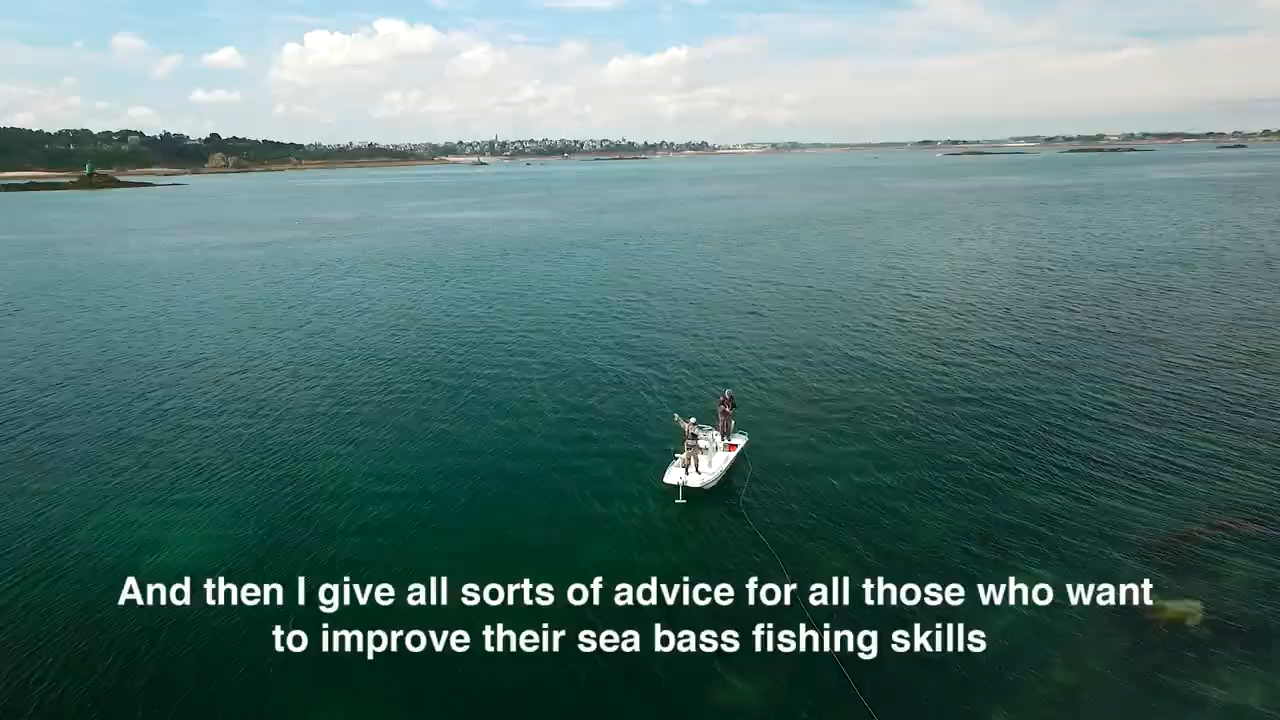 And then I give all sorts of advice for all those who want
to improve their sea bass fishing skills